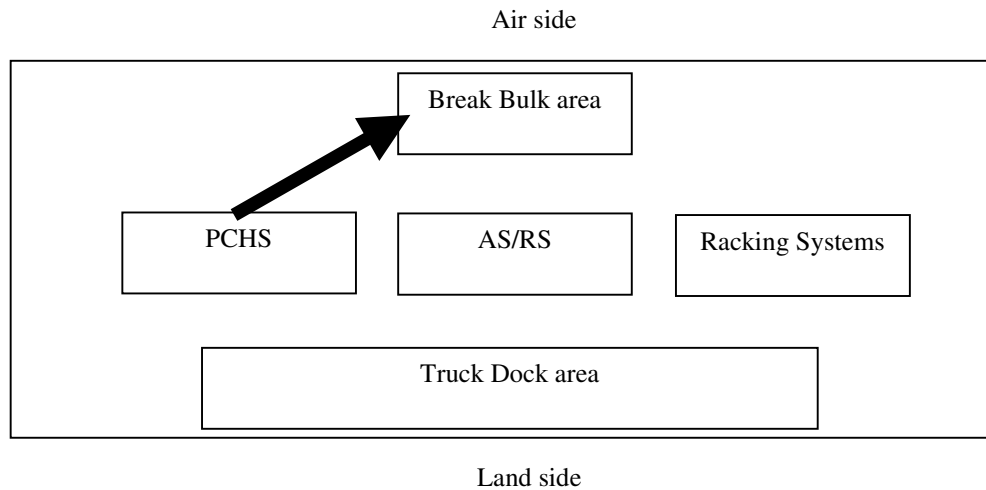 Air side
Break Bulk area
PCHS
AS/RS
Racking Systems
Truck Dock area
Land side